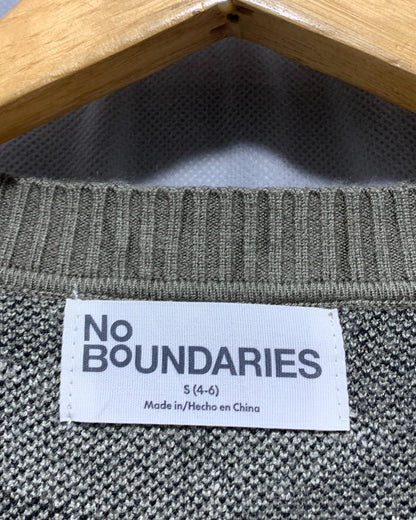 No
BoUNDARIES
S (4-6)
Made in/Hecho en China